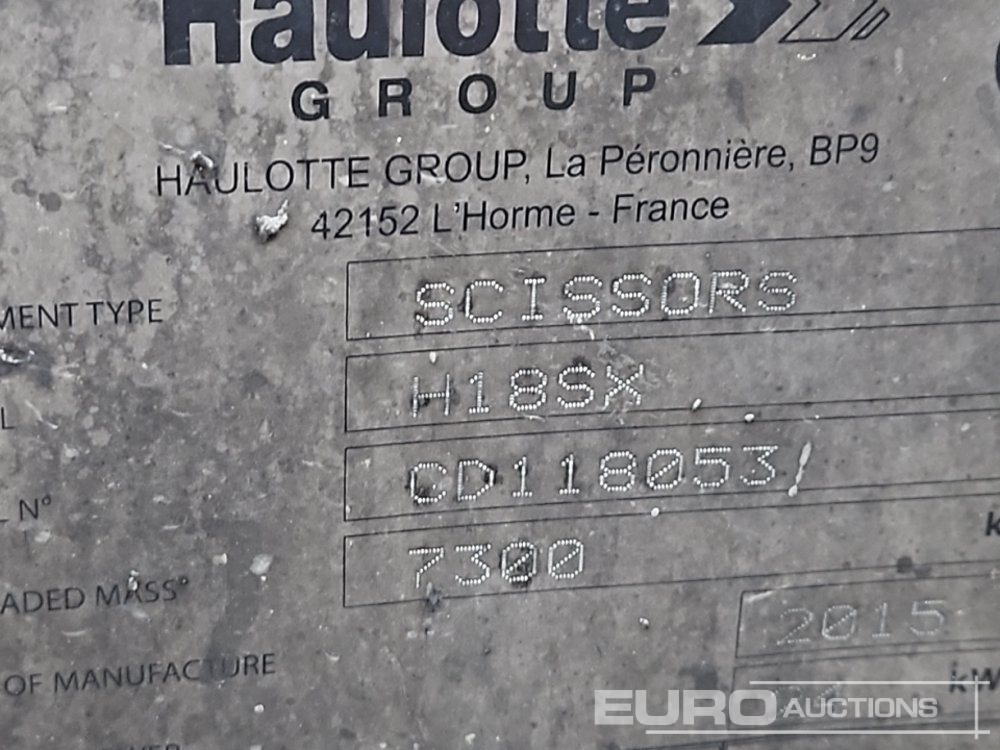 Haulotte
GROUP
HAULOTTE GROUP, La Péronnière, BP9
42152 L'Horme - France
MENT TYPE SCISSORS
L H18SX
L N° CD118053
ADED MASS° 7300 k
OF MANUFACTURE 2015
kW
EURO AUCTIONS